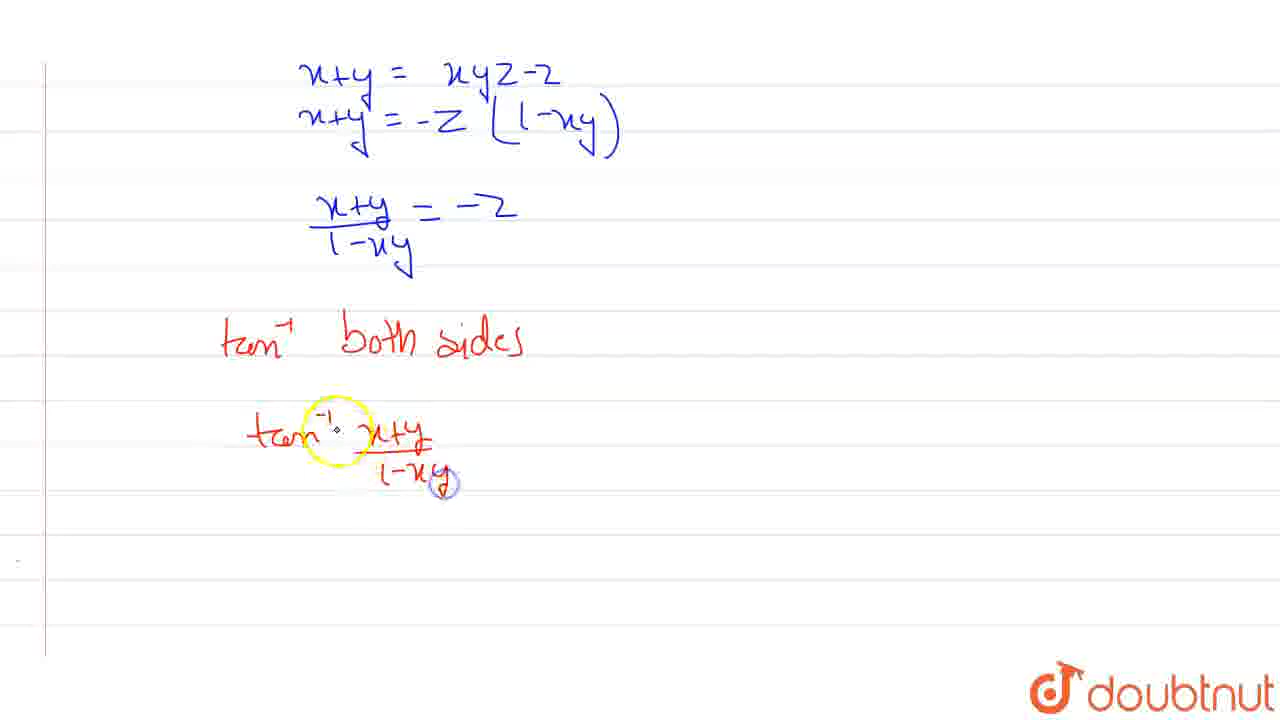 x+y = xyz-z
x+y = -z (1-xy)
x+y/1-xy = -z
tan⁻¹ both sides
tan⁻¹ x+y/1-xy
doubtnut